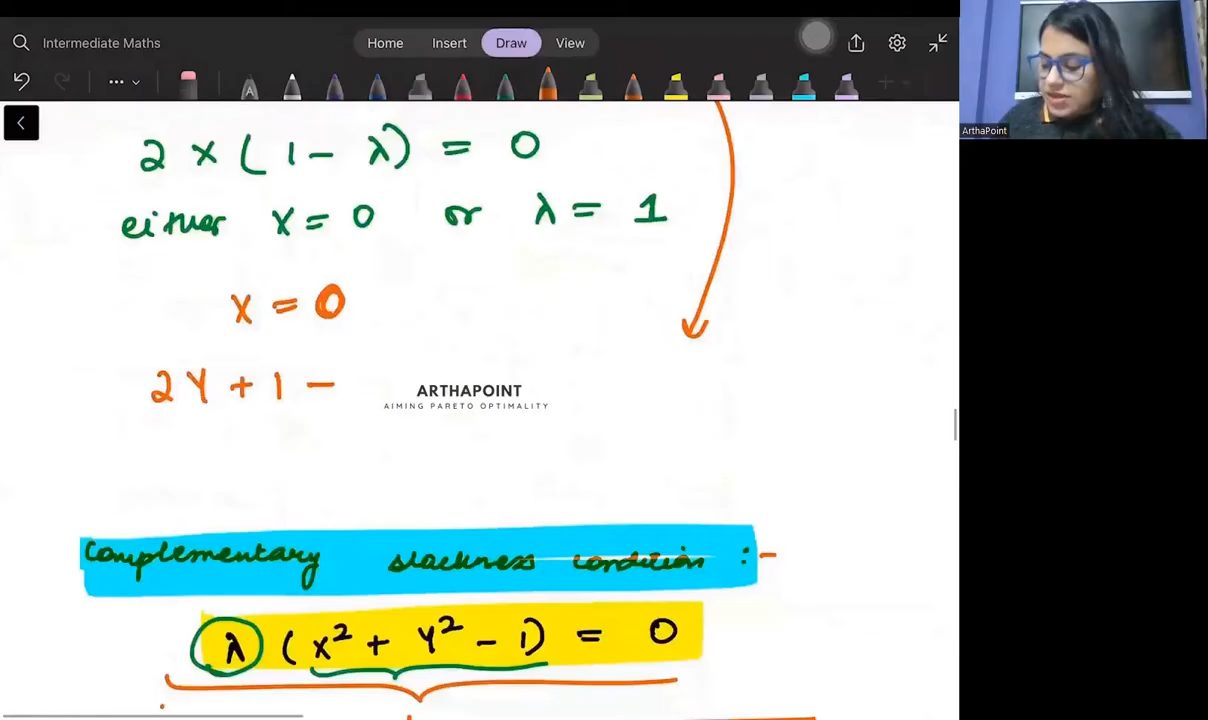 Intermediate Maths
Home Insert Draw View
ArthaPoint
2x(1-λ) = 0
either x=0 or λ= 1
x = 0
2Y+1-
ARTHAPOINT
AIMING PARETO OPTIMALITY
Complementary slackness condition :-
λ (x²+ Y²-1) = 0